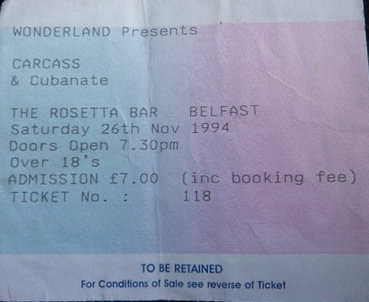 WONDERLAND Presents
CARCASS
& Cubanate
THE ROSETTA BAR BELFAST
Saturday 26th Nov 1994
Doors Open 7.30pm
Over 18's
ADMISSION £7.00 (inc booking fee)
TICKET No. : 118
TO BE RETAINED
For Conditions of Sale see reverse of Ticket